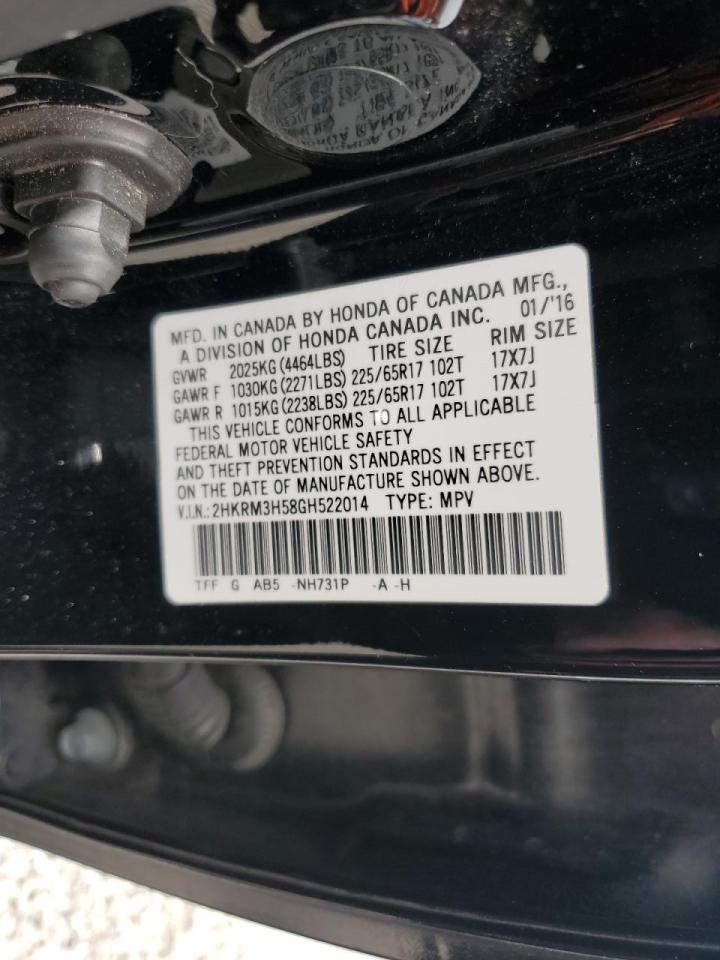 MFD. IN CANADA BY HONDA OF CANADA MFG.,
A DIVISION OF HONDA CANADA INC. 01/'16
GVWR 2025KG(4464LBS) TIRE SIZE RIM SIZE
GAWR F 1030KG(2271LBS) 225/65R17 102T 17X7J
GAWR R 1015KG(2238LBS) 225/65R17 102T 17X7J
THIS VEHICLE CONFORMS TO ALL APPLICABLE
FEDERAL MOTOR VEHICLE SAFETY
AND THEFT PREVENTION STANDARDS IN EFFECT
ON THE DATE OF MANUFACTURE SHOWN ABOVE.
V.I.N.: 2HKRM3H58GH522014 TYPE: MPV
TFF G AB5 -NH731P -A -H